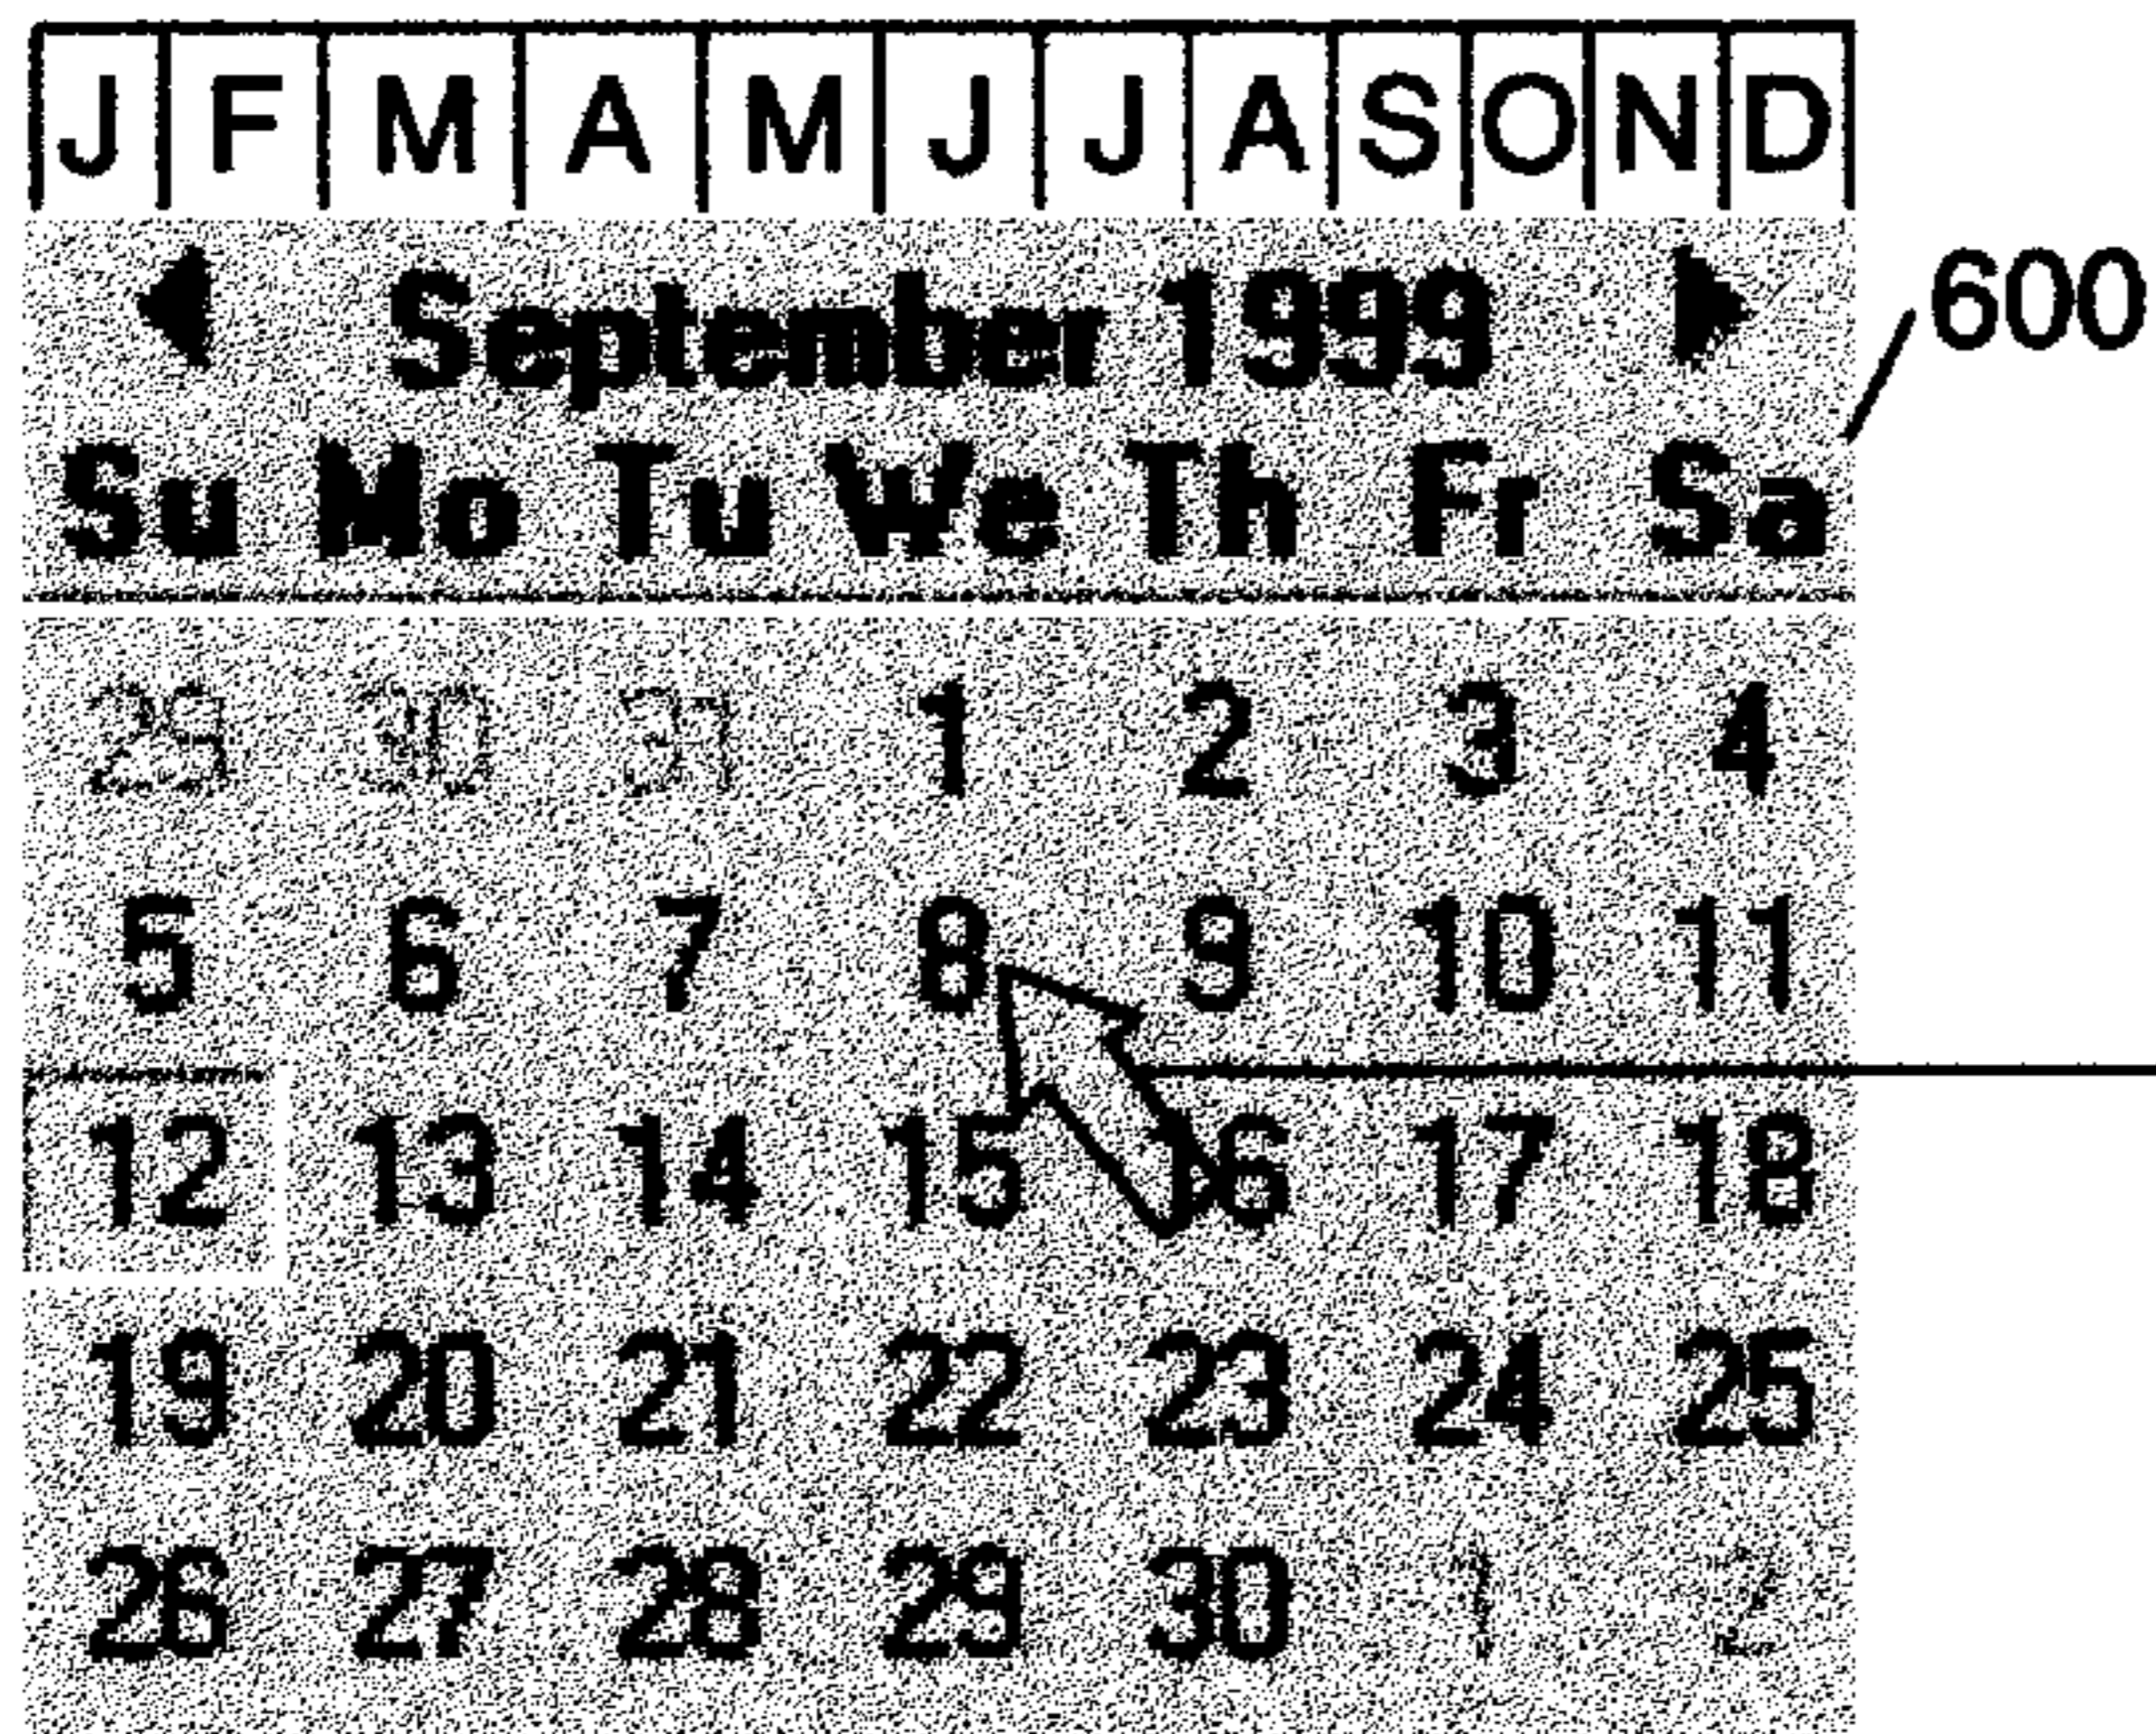 J F M A M J J A S O N D
September 1999
600
Su Mo Tu We Th Fr Sa
29 30 31 1 2 3 4
5 6 7 8 9 10 11
12 13 14 15 16 17 18
19 20 21 22 23 24 25
26 27 28 29 30 1 2